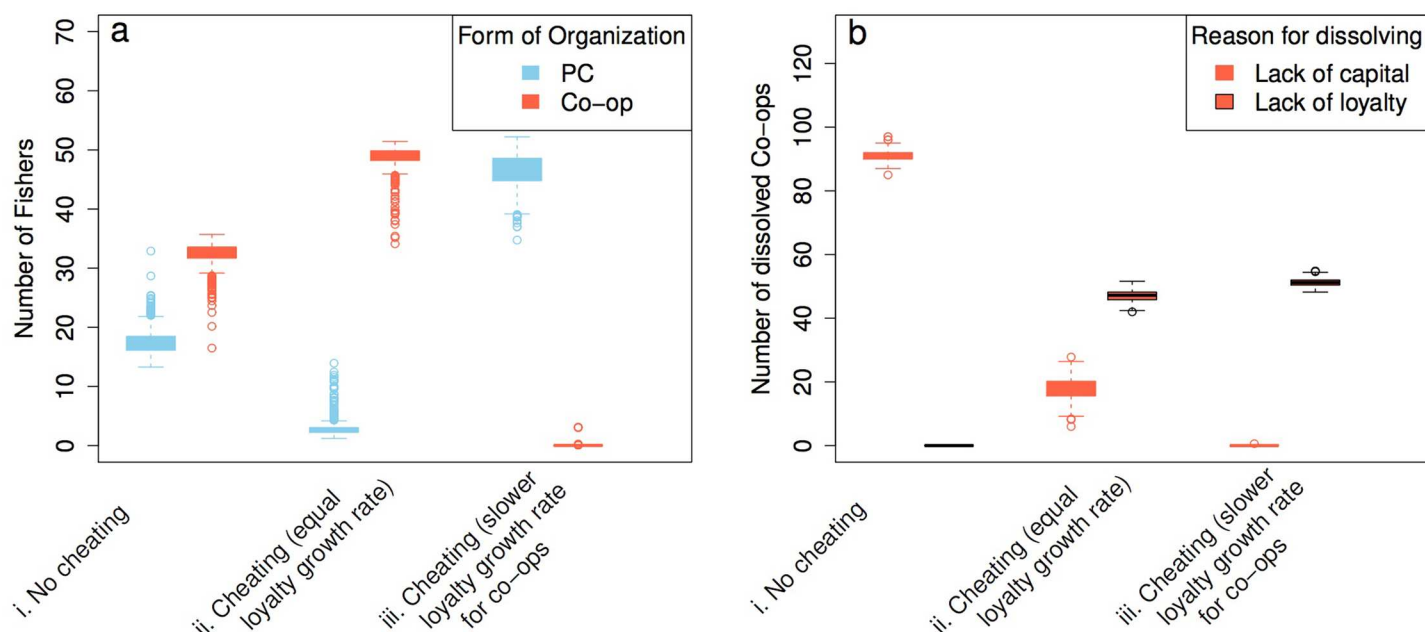 a
Form of Organization
PC
Co-op
Number of Fishers
70
60
50
40
30
20
10
0
i. No cheating
ii. Cheating (equal
loyalty growth rate)
iii. Cheating (slower
loyalty growth rate
for co-ops
b
Reason for dissolving
Lack of capital
Lack of loyalty
Number of dissolved Co-ops
120
100
80
60
40
20
0
i. No cheating
ii. Cheating (equal
loyalty growth rate)
iii. Cheating (slower
loyalty growth rate
for co-ops